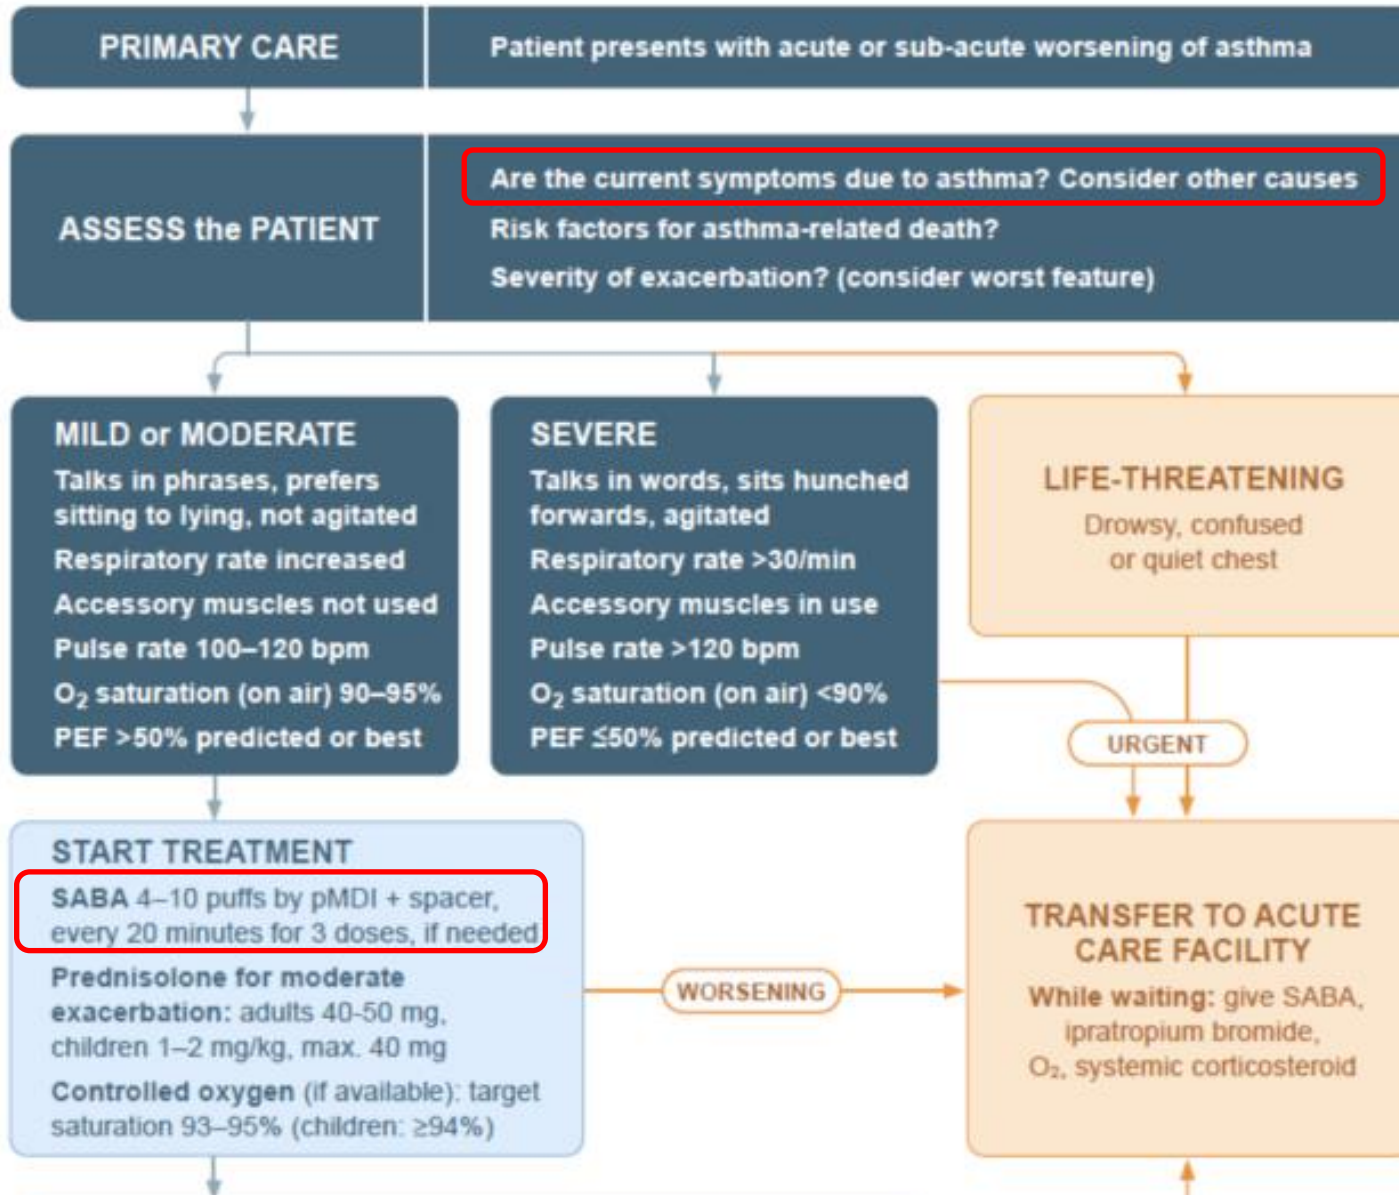 PRIMARY CARE
Patient presents with acute or sub-acute worsening of asthma
ASSESS the PATIENT
Are the current symptoms due to asthma? Consider other causes
Risk factors for asthma-related death?
Severity of exacerbation? (consider worst feature)
MILD or MODERATE
Talks in phrases, prefers
sitting to lying, not agitated
Respiratory rate increased
Accessory muscles not used
Pulse rate 100–120 bpm
O₂ saturation (on air) 90–95%
PEF >50% predicted or best
SEVERE
Talks in words, sits hunched
forwards, agitated
Respiratory rate >30/min
Accessory muscles in use
Pulse rate >120 bpm
O₂ saturation (on air) <90%
PEF ≤50% predicted or best
LIFE-THREATENING
Drowsy, confused
or quiet chest
URGENT
START TREATMENT
SABA 4–10 puffs by pMDI + spacer,
every 20 minutes for 3 doses, if needed
Prednisolone for moderate
exacerbation: adults 40-50 mg,
children 1–2 mg/kg, max. 40 mg
Controlled oxygen (if available): target
saturation 93–95% (children: ≥94%)
WORSENING
TRANSFER TO ACUTE
CARE FACILITY
While waiting: give SABA,
ipratropium bromide,
O₂, systemic corticosteroid